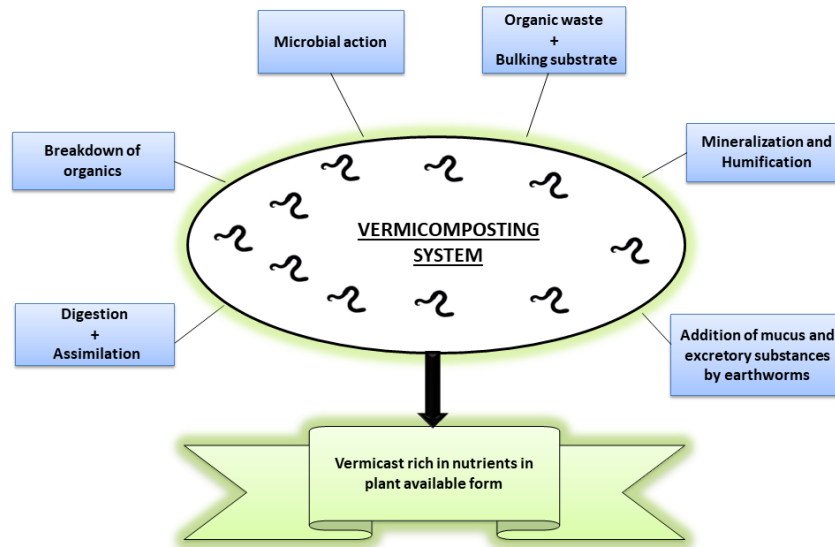 Microbial action
Organic waste
+
Bulking substrate
Breakdown of
organics
Mineralization and
Humification
VERMICOMPOSTING
SYSTEM
Digestion
+
Assimilation
Addition of mucus and
excretory substances
by earthworms
Vermicast rich in nutrients in
plant available form